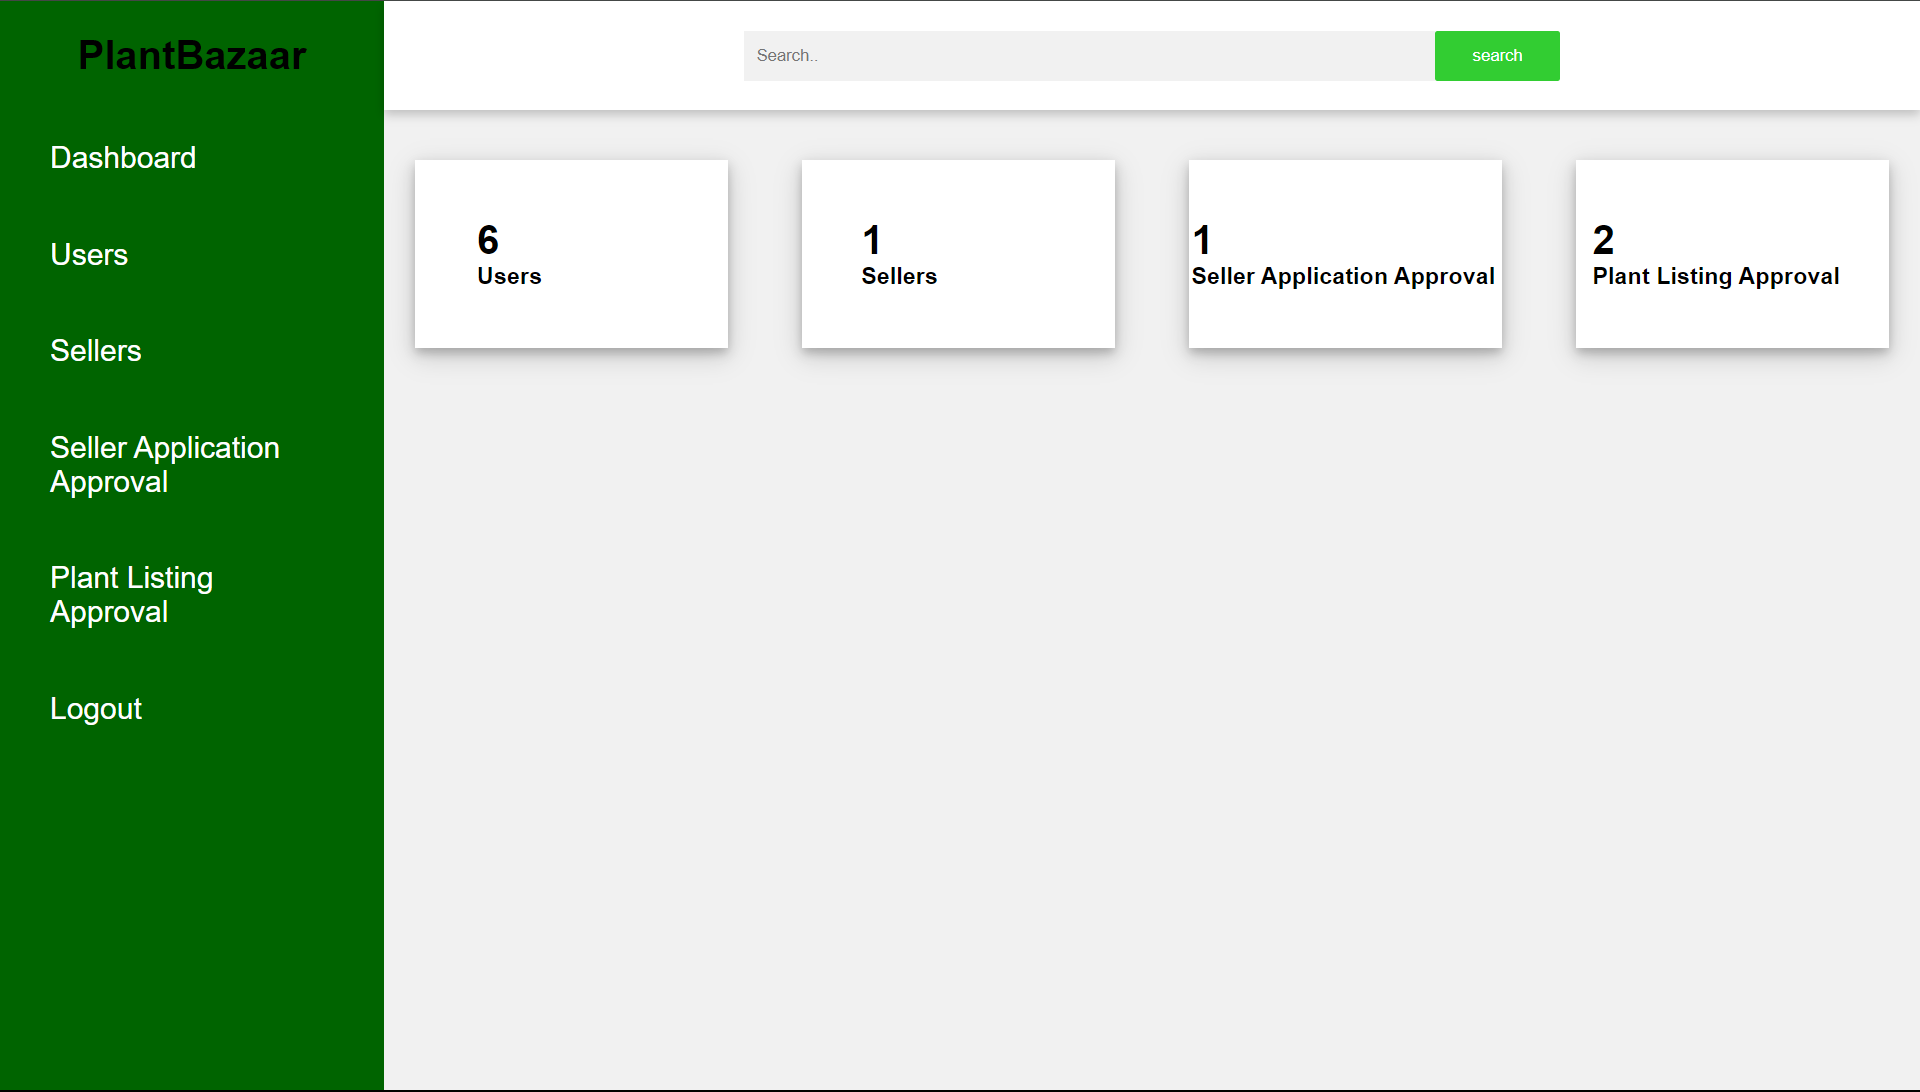 PlantBazaar
Search..
search
Dashboard
Users
Sellers
Seller Application
Approval
Plant Listing
Approval
Logout
6
Users
1
Sellers
1
Seller Application Approval
2
Plant Listing Approval